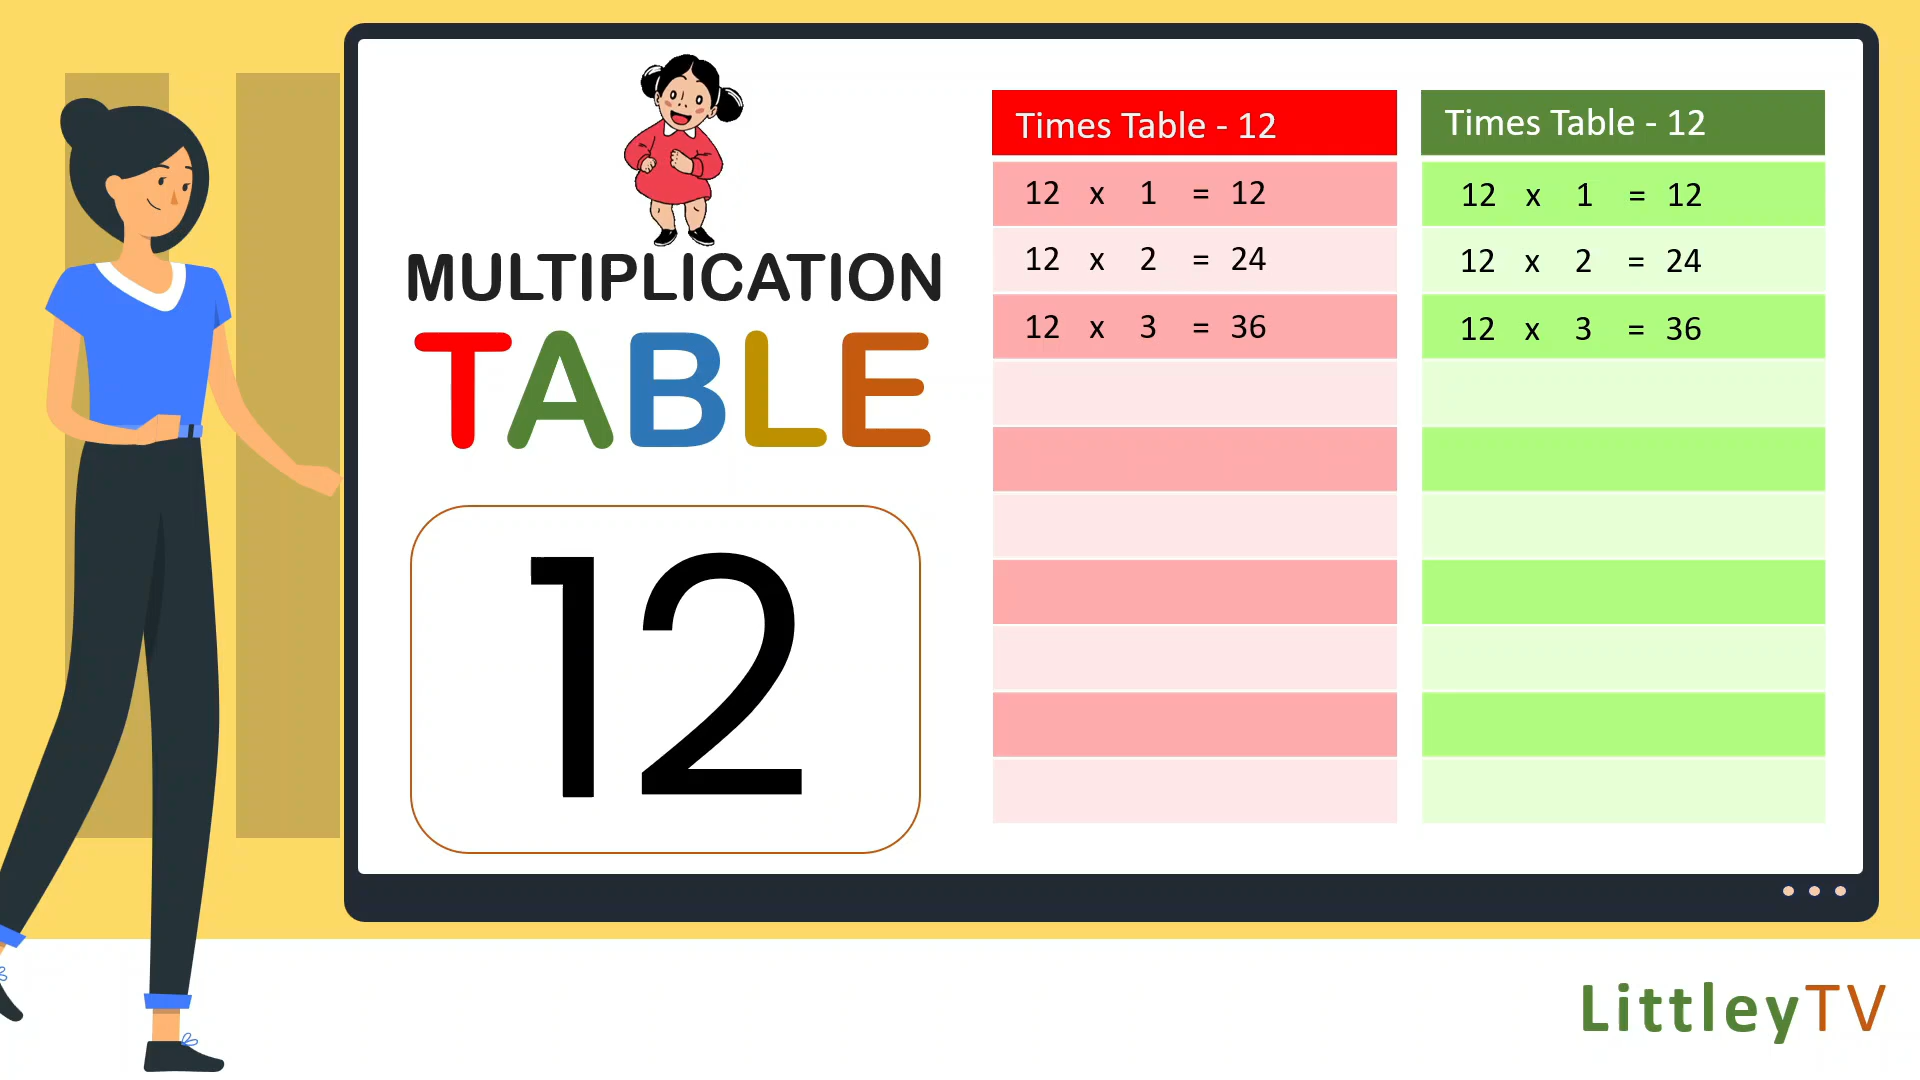 MULTIPLICATION
TABLE
12
Times Table - 12
12 x 1 = 12
12 x 2 = 24
12 x 3 = 36
Times Table - 12
12 x 1 = 12
12 x 2 = 24
12 x 3 = 36
LittleyTV